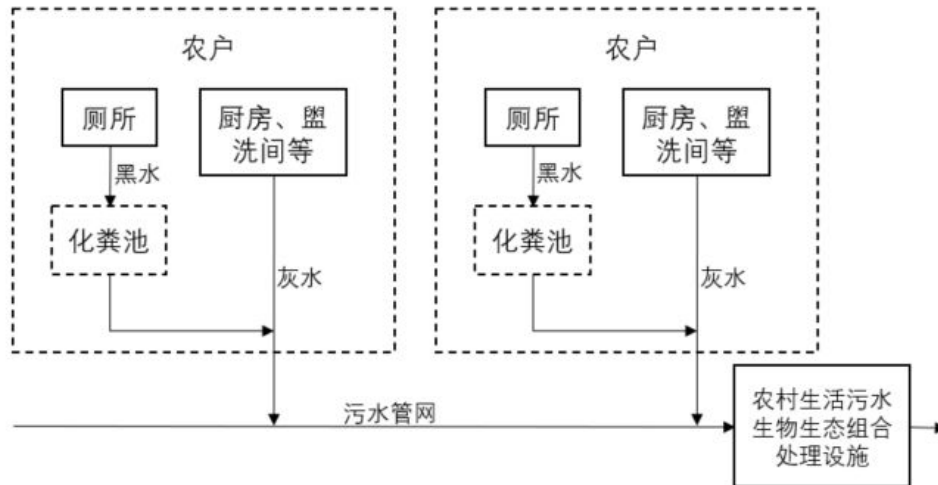 农户
厕所
厨房、盥
洗间等
黑水
化粪池
灰水
农户
厕所
厨房、盥
洗间等
黑水
化粪池
灰水
污水管网
农村生活污水
生物生态组合
处理设施